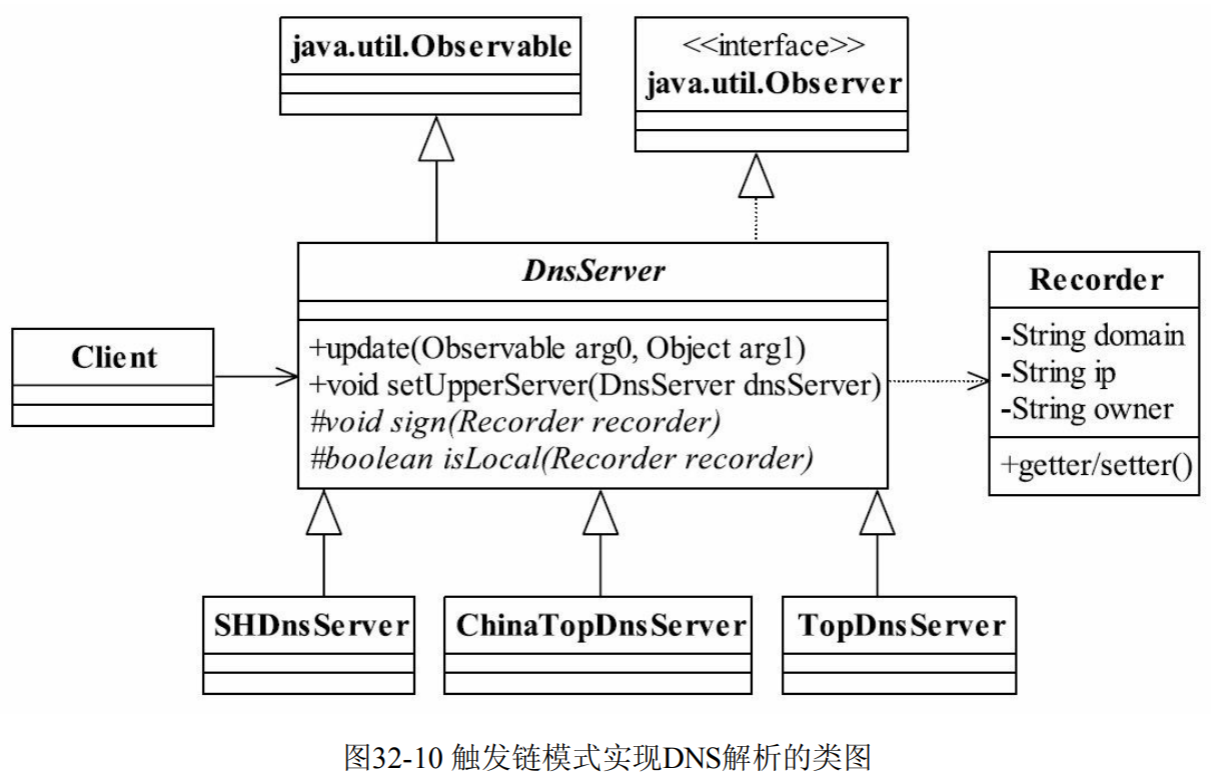 java.util.Observable
<<interface>>
java.util.Observer
DnsServer
+update(Observable arg0, Object arg1)
+void setUpperServer(DnsServer dnsServer)
#void sign(Recorder recorder)
#boolean isLocal(Recorder recorder)
Client
Recorder
-String domain
-String ip
-String owner
+getter/setter()
SHDnsServer
ChinaTopDnsServer
TopDnsServer
图32-10 触发链模式实现DNS解析的类图